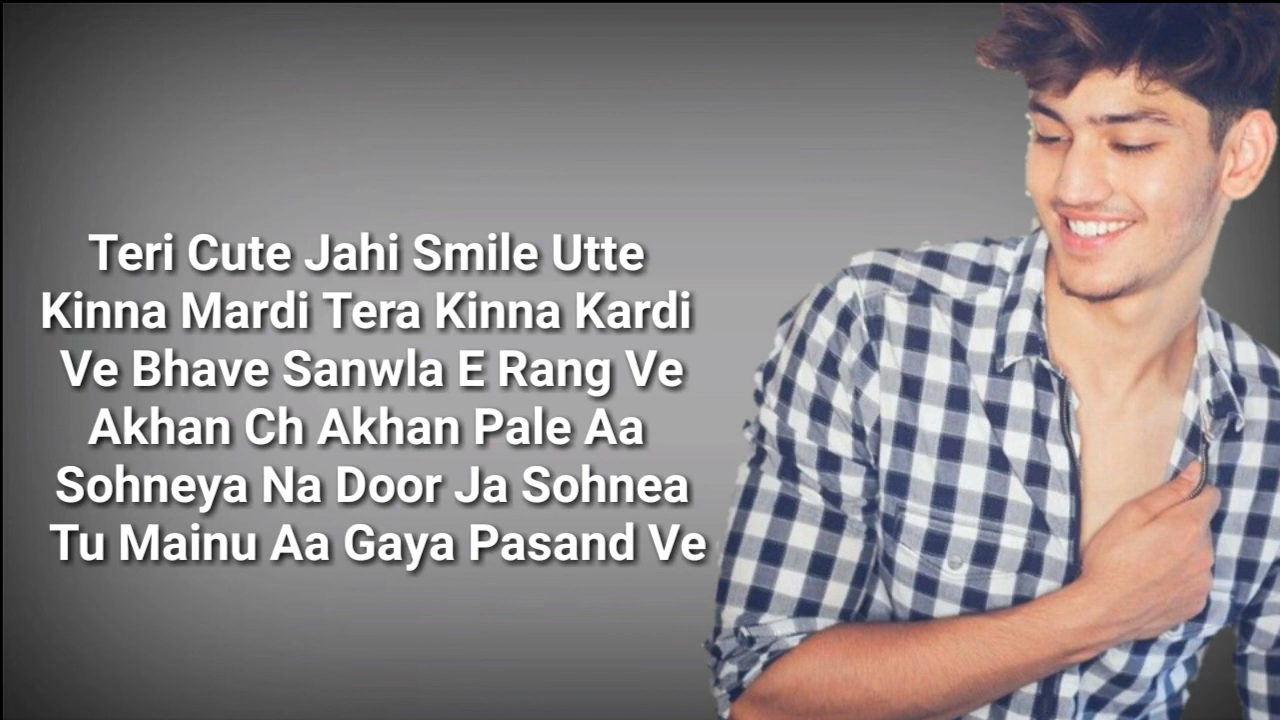 Teri Cute Jahi Smile Utte
Kinna Mardi Tera Kinna Kardi
Ve Bhave Sanwla E Rang Ve
Akhan Ch Akhan Pale Aa
Sohneya Na Door Ja Sohnea
Tu Mainu Aa Gaya Pasand Ve